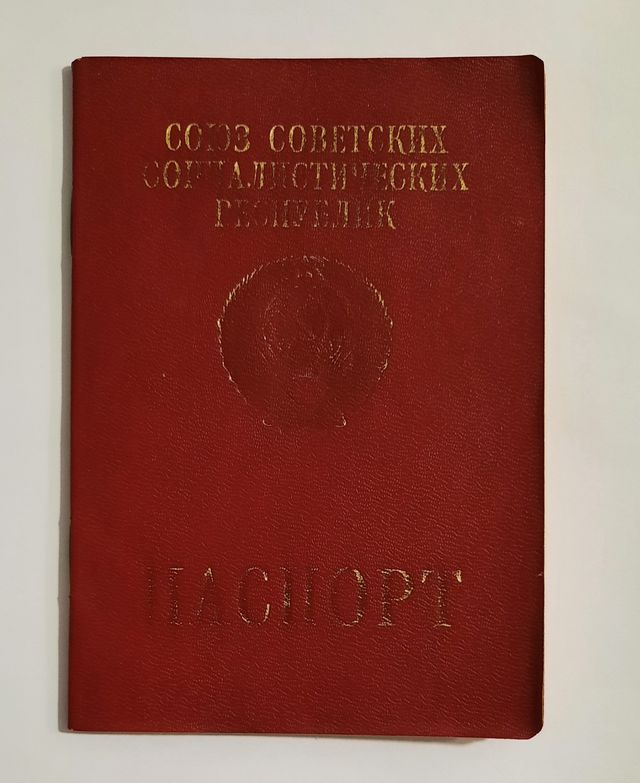 СОЮЗ СОВЕТСКИХ
СОЦИАЛИСТИЧЕСКИХ
РЕСПУБЛИК
ПАСПОРТ